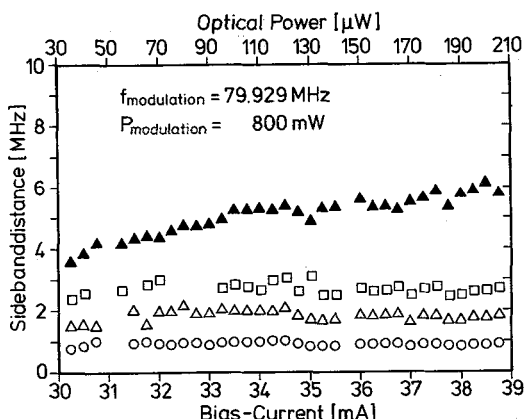 Optical Power [µW]
30 50 70 90 110 130 150 170 190 210
10
f modulation = 79.929 MHz
P modulation = 800 mW
8
6
4
2
0
Sidebanddistance [MHz]
30 31 32 33 34 35 36 37 38 39
Bias-Current [mA]